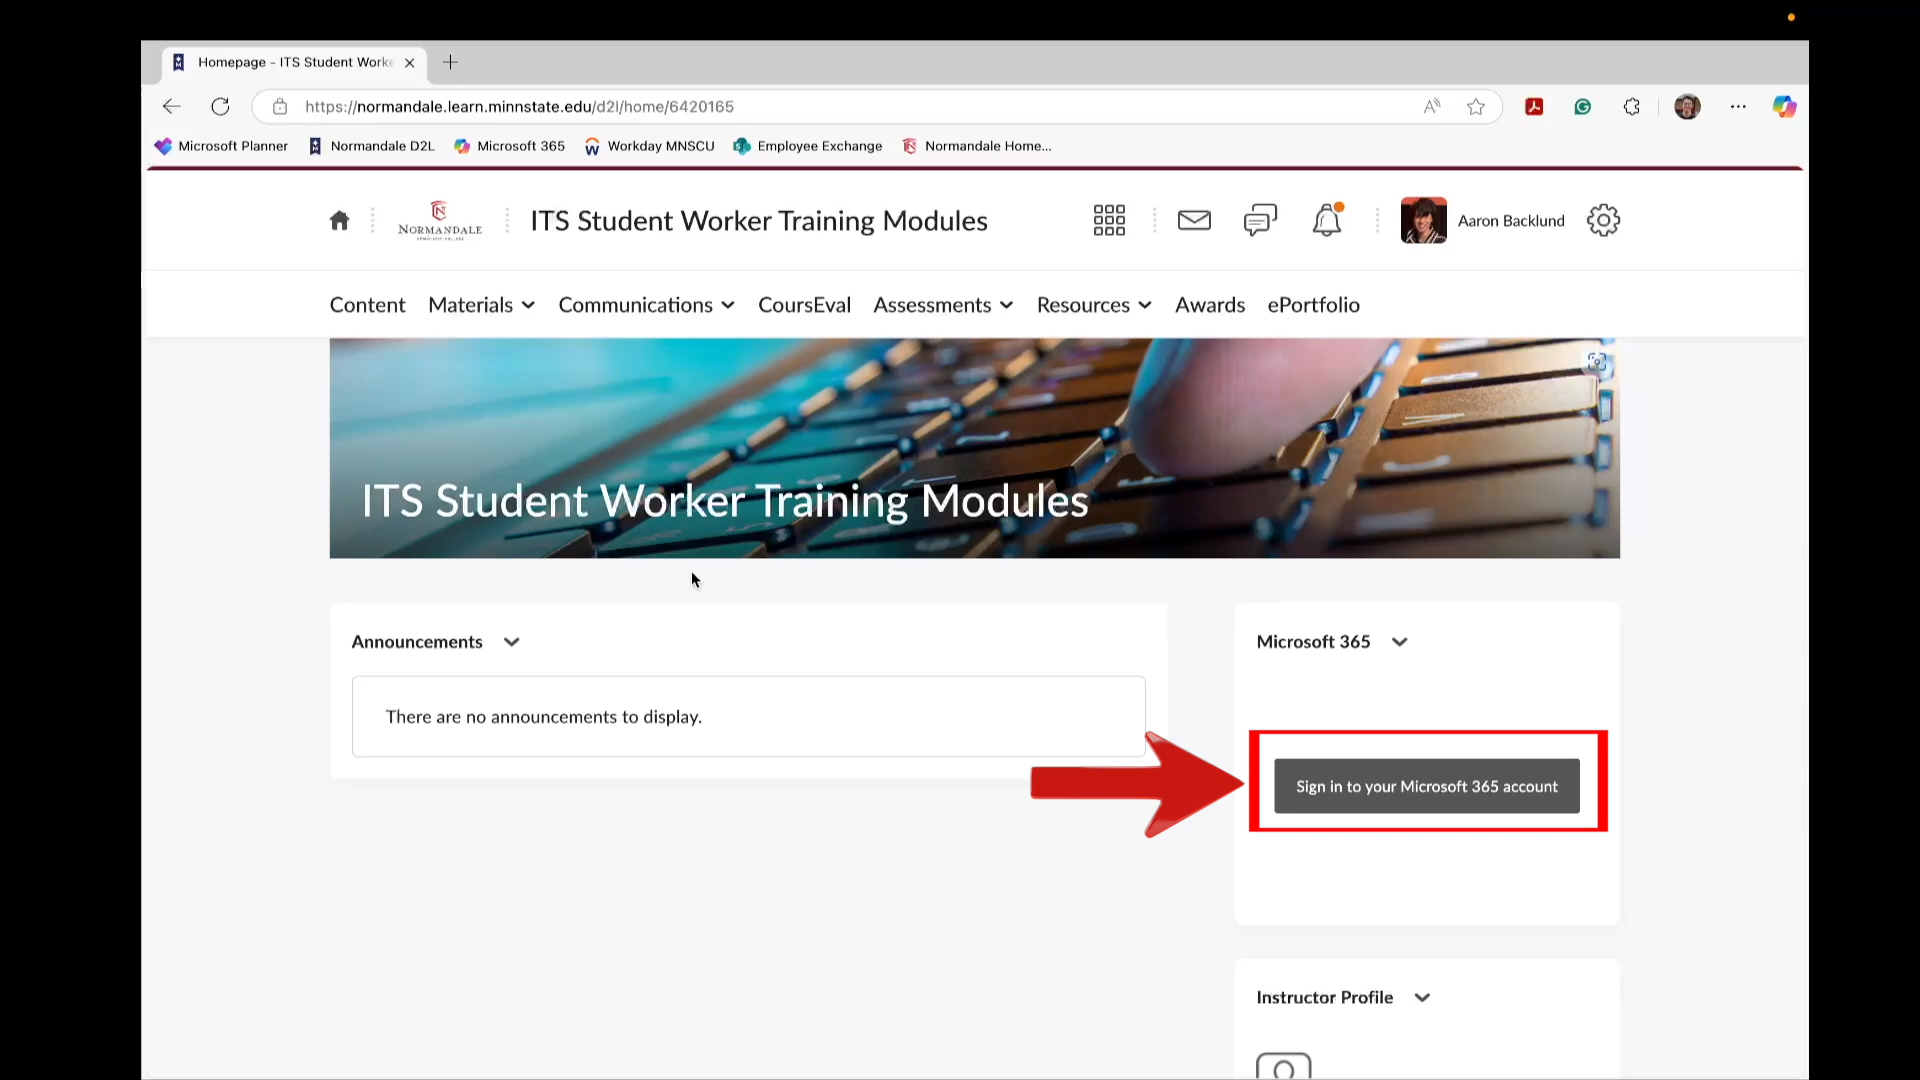 Homepage - ITS Student Worke
https://normandale.learn.minnstate.edu/d2l/home/6420165
Microsoft Planner
Normandale D2L
Microsoft 365
Workday MNSCU
Employee Exchange
Normandale Home...
NORMANDALE
ITS Student Worker Training Modules
Aaron Backlund
Content
Materials
Communications
CoursEval
Assessments
Resources
Awards
ePortfolio
ITS Student Worker Training Modules
Announcements
There are no announcements to display.
Microsoft 365
Sign in to your Microsoft 365 account
Instructor Profile